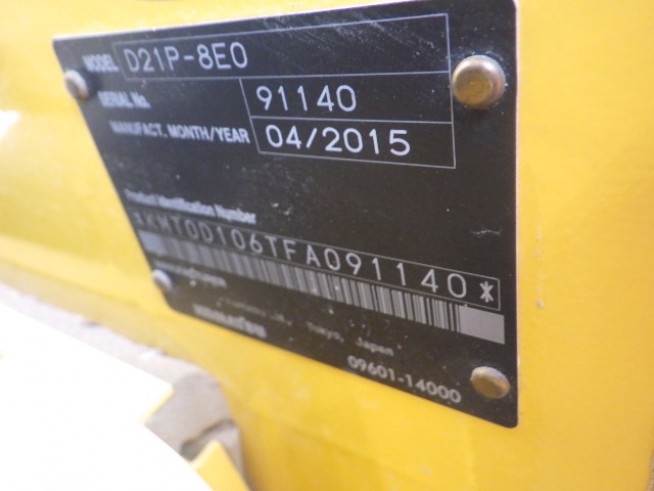 MODEL D21P-8E0
SERIAL No. 91140
MANUFACT. MONTH/YEAR 04/2015
Product Identification Number
*KMT0D106TFA091140*
Tokyo, Japan
KOMATSU
09601-14000